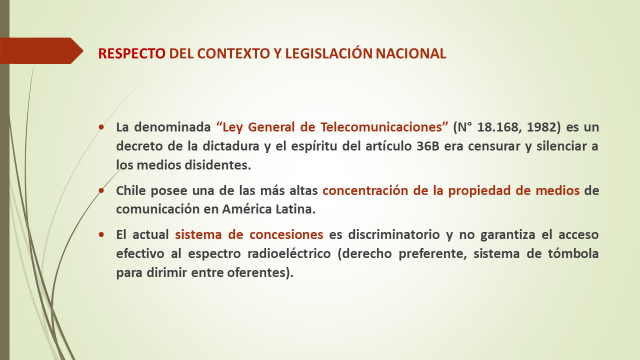 RESPECTO DEL CONTEXTO Y LEGISLACIÓN NACIONAL
• La denominada “Ley General de Telecomunicaciones” (N° 18.168, 1982) es un
decreto de la dictadura y el espíritu del artículo 36B era censurar y silenciar a
los medios disidentes.
• Chile posee una de las más altas concentración de la propiedad de medios de
comunicación en América Latina.
• El actual sistema de concesiones es discriminatorio y no garantiza el acceso
efectivo al espectro radioeléctrico (derecho preferente, sistema de tómbola
para dirimir entre oferentes).